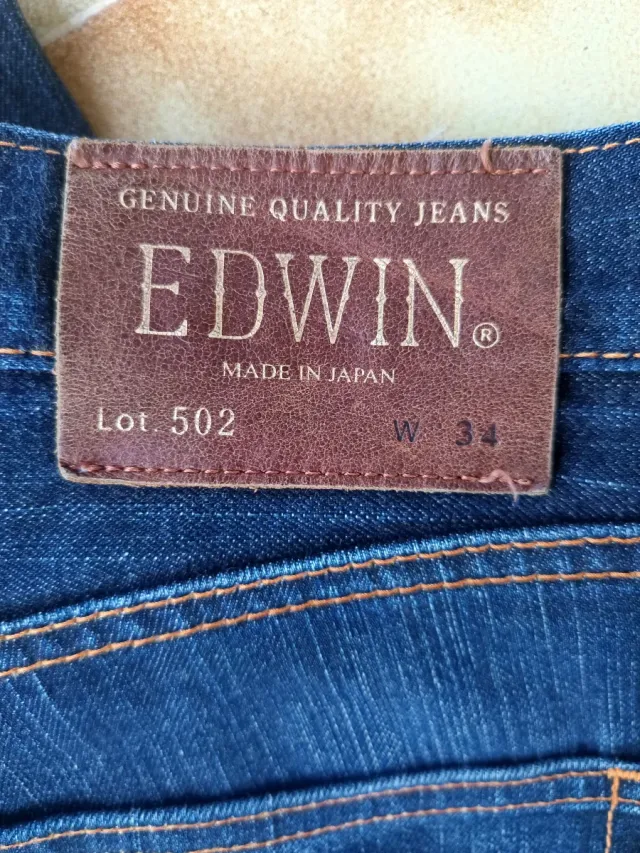 GENUINE QUALITY JEANS
EDWIN®
MADE IN JAPAN
Lot. 502 W 34